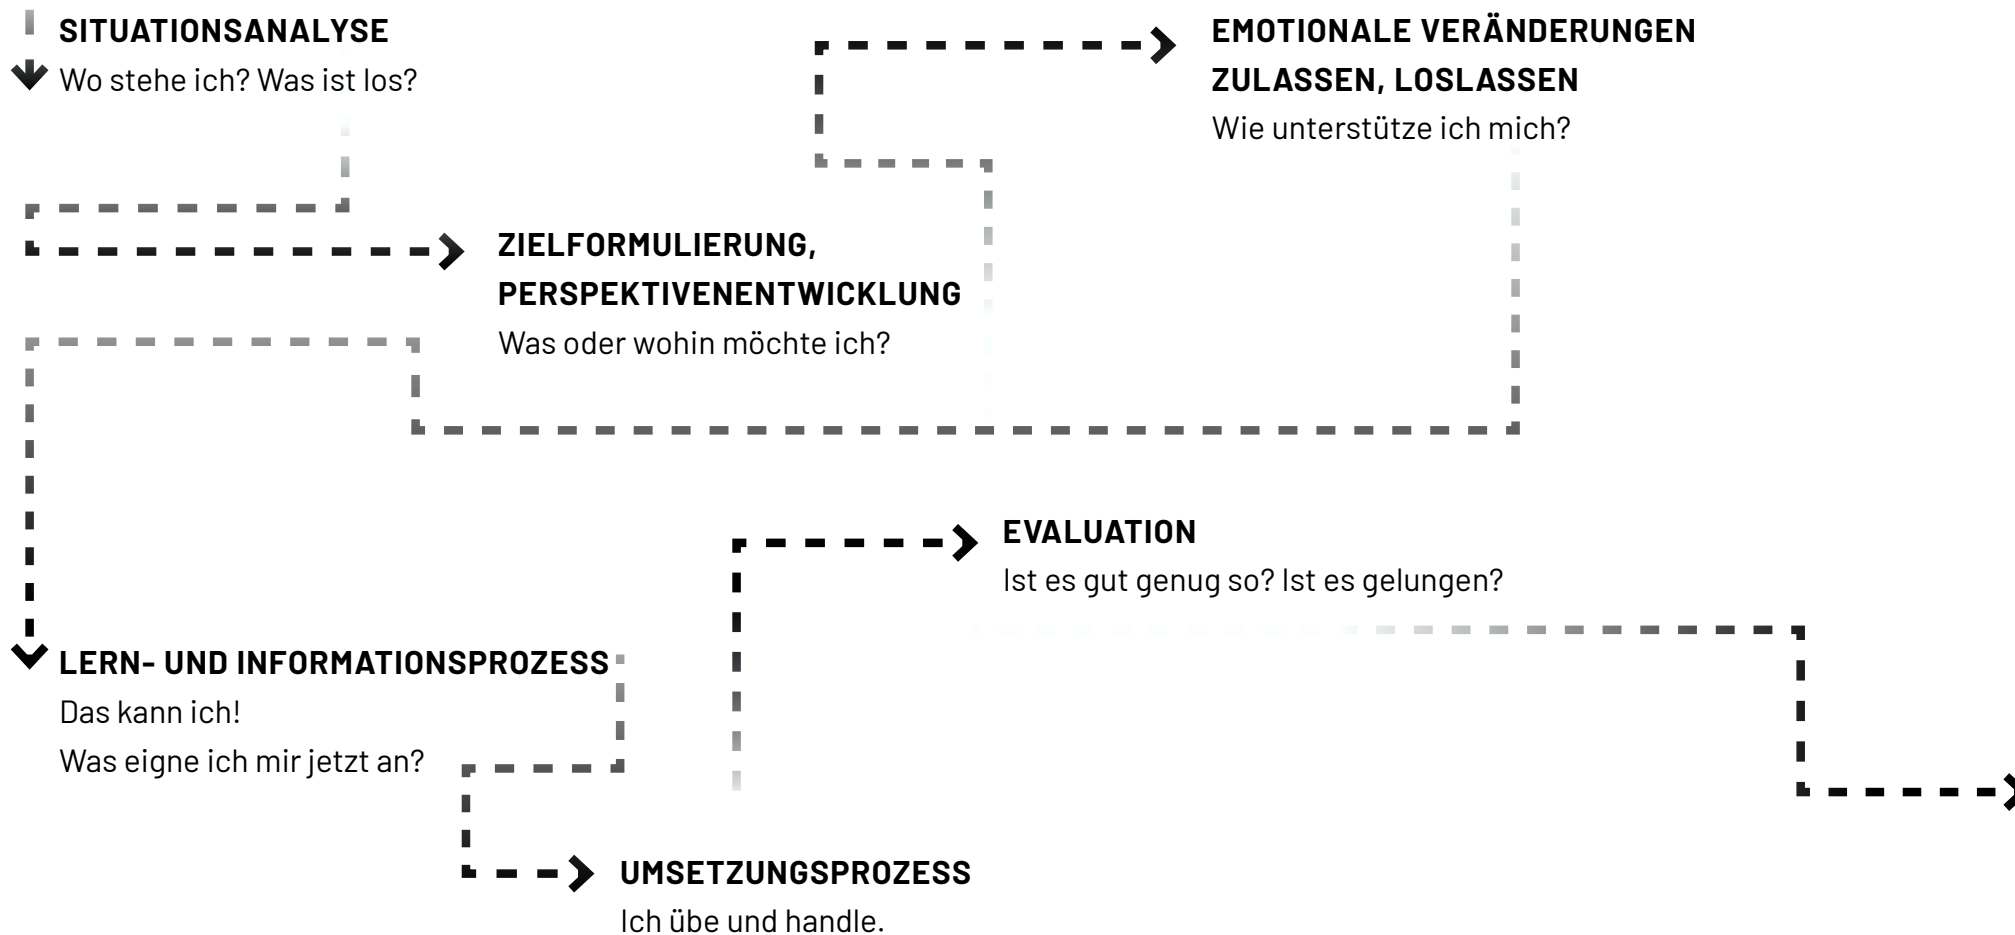 SITUATIONSANALYSE
Wo stehe ich? Was ist los?
ZIELFORMULIERUNG,
PERSPEKTIVENENTWICKLUNG
Was oder wohin möchte ich?
EMOTIONALE VERÄNDERUNGEN
ZULASSEN, LOSLASSEN
Wie unterstütze ich mich?
LERN- UND INFORMATIONSPROZESS
Das kann ich!
Was eigne ich mir jetzt an?
UMSETZUNGSPROZESS
Ich übe und handle.
EVALUATION
Ist es gut genug so? Ist es gelungen?